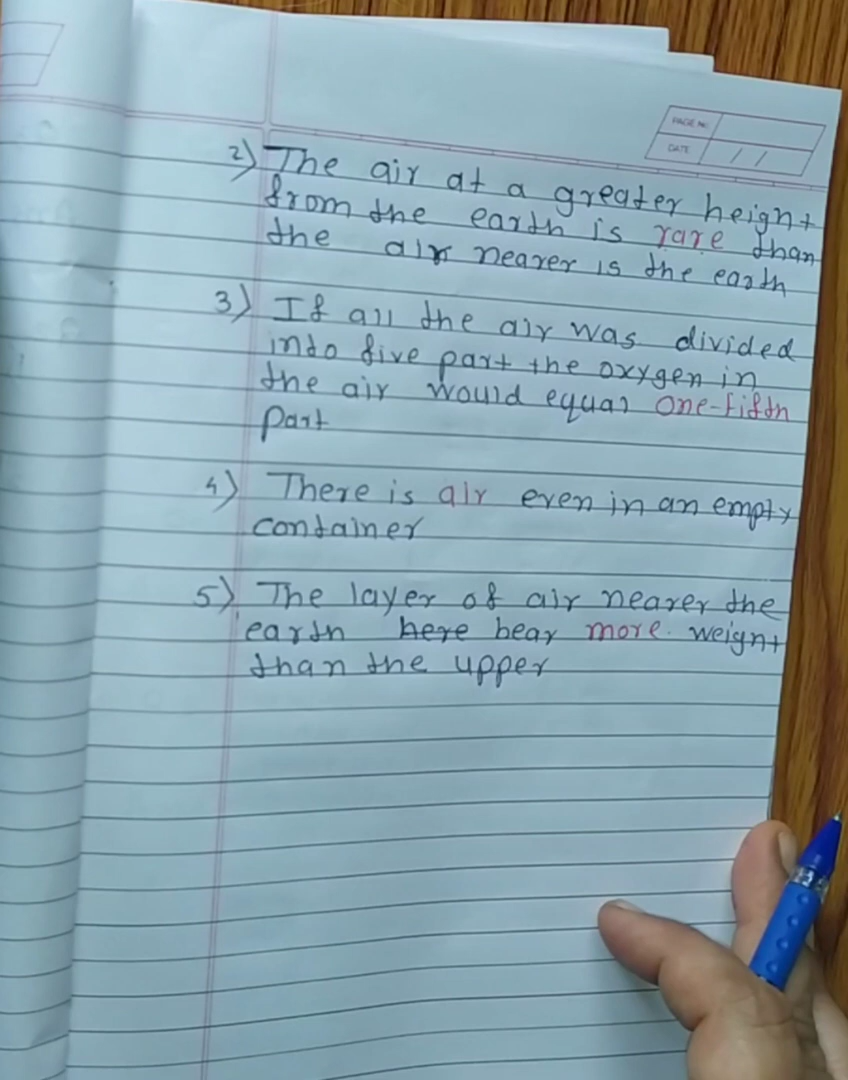 PAGE No.
DATE / /
2) The air at a greater height
from the earth is rare than
the air nearer is the earth
3) If all the air was divided
into five part the oxygen in
the air would equal one-fifth
part
4) There is air even in an empty
container
5) The layer of air nearer the
earth here bear more weight
than the upper